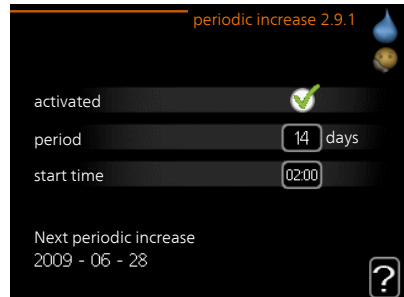 periodic increase 2.9.1
activated
period 14 days
start time 02:00
Next periodic increase
2009 - 06 - 28
?